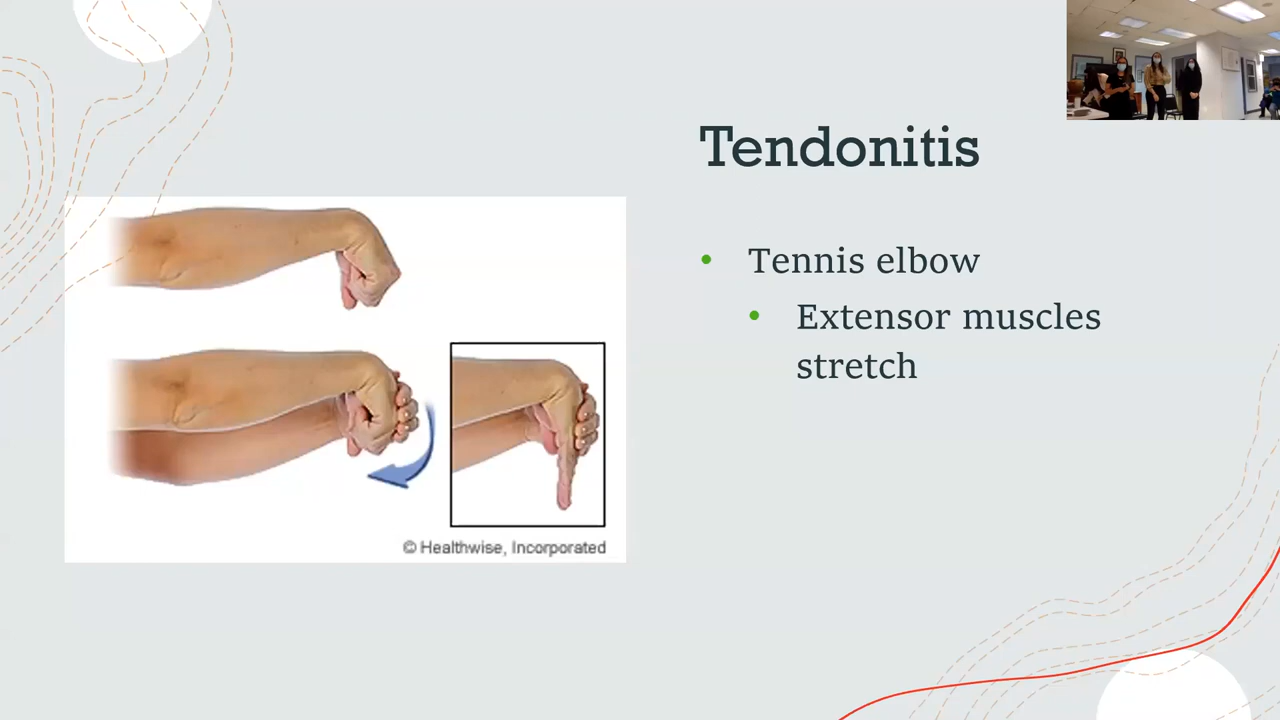 Tendonitis
• Tennis elbow
• Extensor muscles
stretch
© Healthwise, Incorporated